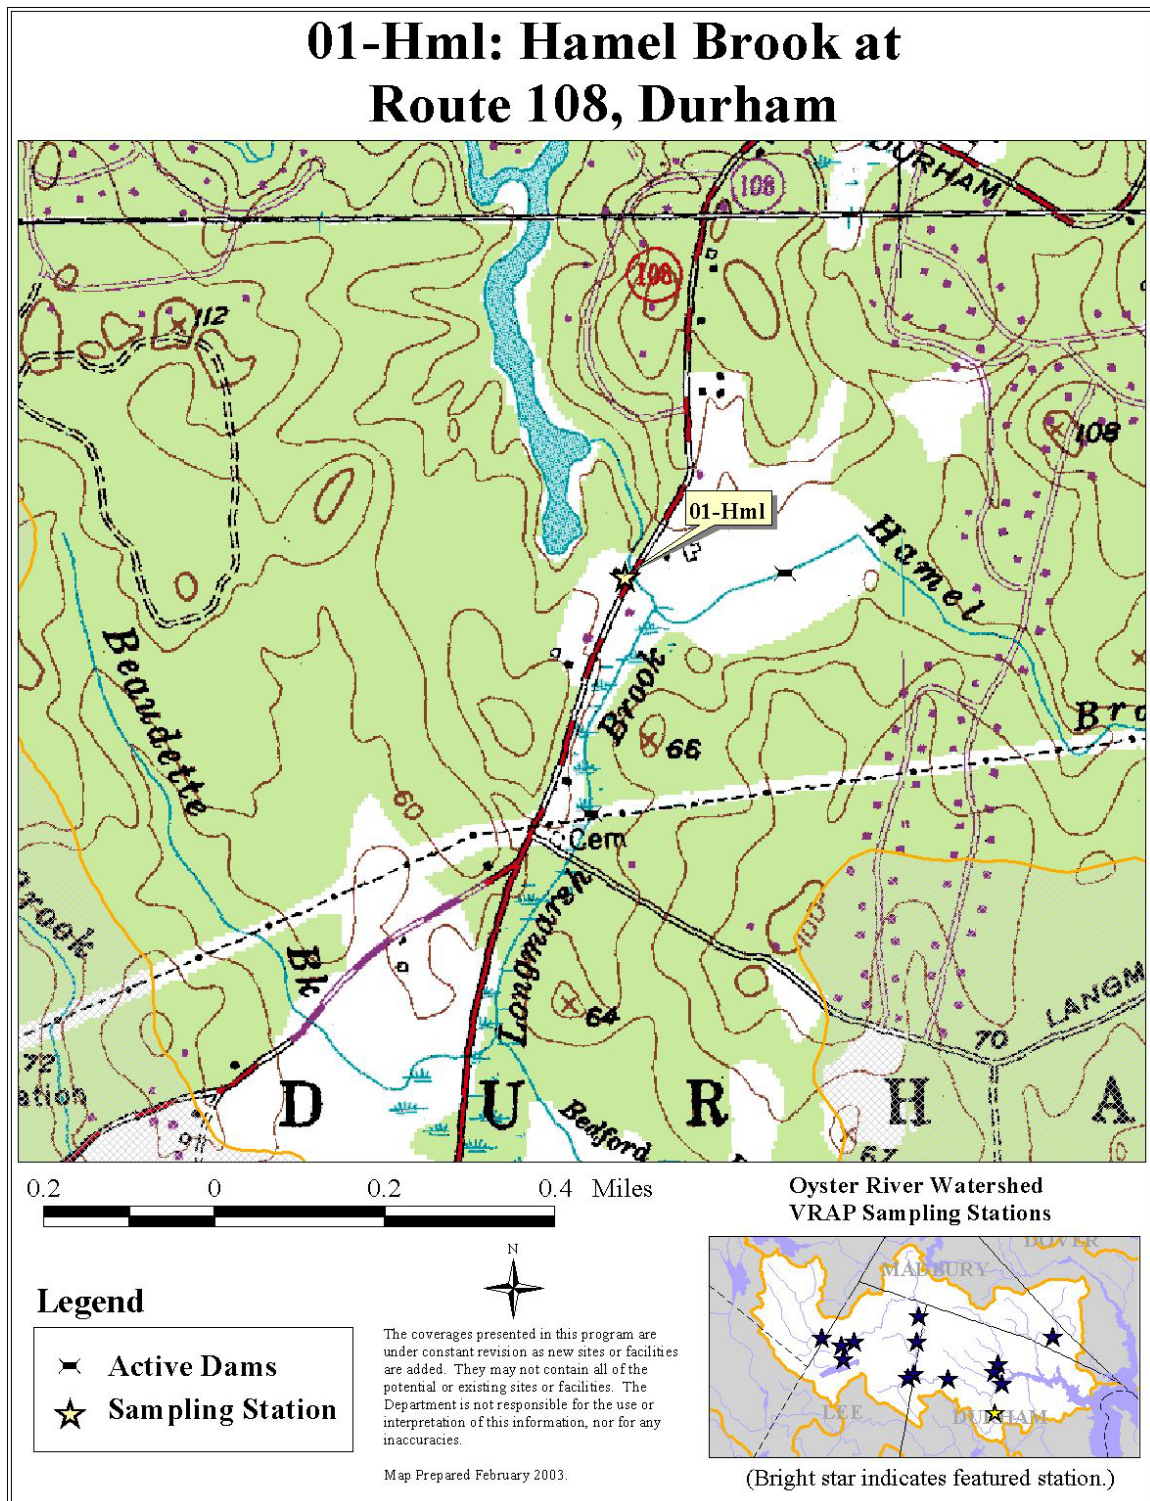 01-Hml: Hamel Brook at
Route 108, Durham
DURHAM
108
108
112
108
01-Hml
Hamel
Beaudette
Brook
66
Bro
60
Cem
Brook
Longmarsh
100
Bk
64
LANGM
70
72
ation
D U R H A
91
Bedford
67
0.2 0 0.2 0.4 Miles
Oyster River Watershed
VRAP Sampling Stations
N
DOVER
MADBURY
LEE
DURHAM
Legend
Active Dams
Sampling Station
The coverages presented in this program are
under constant revision as new sites or facilities
are added. They may not contain all of the
potential or existing sites or facilities. The
Department is not responsible for the use or
interpretation of this information, nor for any
inaccuracies.
Map Prepared February 2003.
(Bright star indicates featured station.)